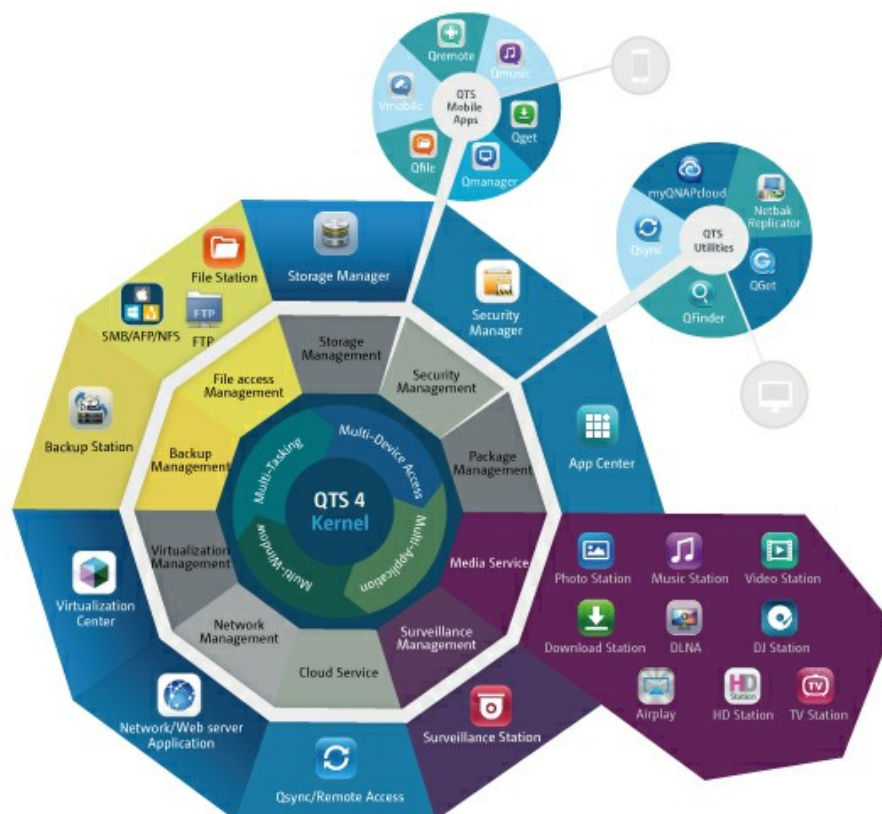 Qremote
Qmusic
Vmobile
QTS
Mobile
Apps
Qget
Qfile
Qmanager
myQNAPcloud
Netbak
Replicator
Qsync
QTS
Utilities
QGet
QFinder
File Station
Storage Manager
SMB/AFP/NFS
FTP
FTP
Security
Manager
Backup Station
App Center
Storage
Management
File access
Management
Security
Management
Backup
Management
Package
Management
Multi-Tasking
Multi-Device Access
QTS 4
Kernel
Multi-Window
Multi-Application
Virtualization
Management
Media Service
Network
Management
Surveillance
Management
Cloud Service
Virtualization
Center
Network/Web server
Application
Qsync/Remote Access
Surveillance Station
Photo Station
Music Station
Video Station
Download Station
DLNA
DJ Station
Airplay
HD
Station
HD Station
TV
TV Station